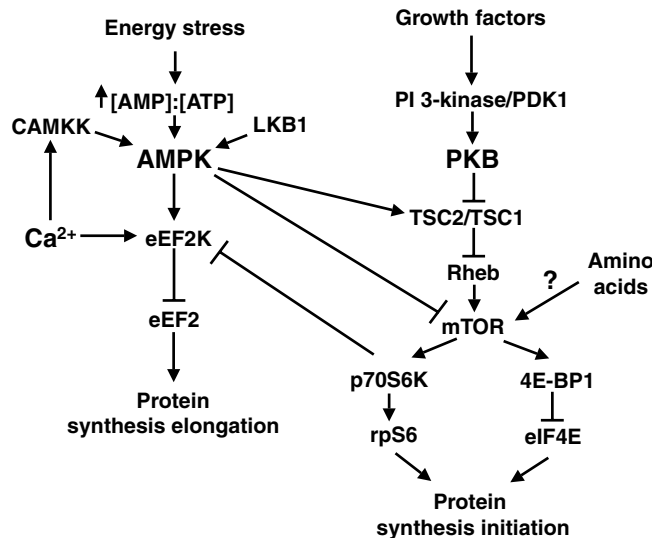 Energy stress
Growth factors
[AMP]:[ATP]
PI 3-kinase/PDK1
CAMKK
LKB1
AMPK
PKB
TSC2/TSC1
Ca2+
eEF2K
Rheb
?
Amino
acids
eEF2
mTOR
p70S6K
4E-BP1
Protein
synthesis elongation
rpS6
eIF4E
Protein
synthesis initiation